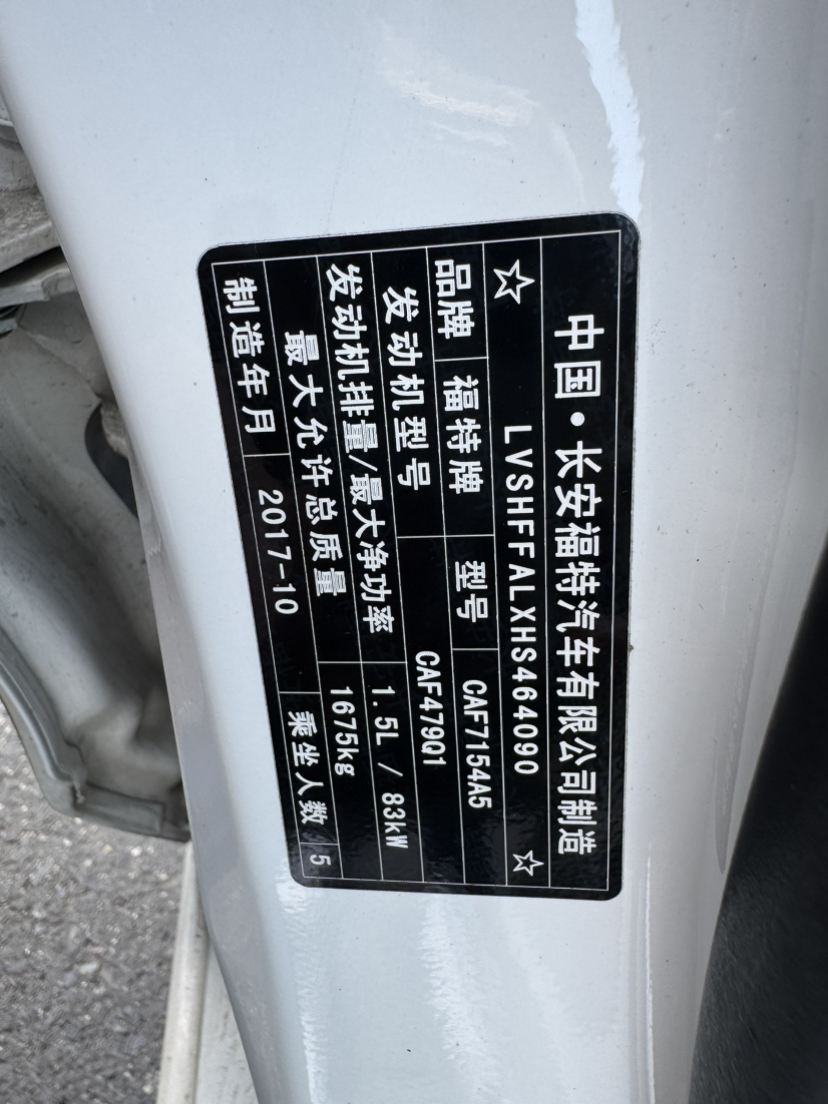 中国·长安福特汽车有限公司制造
☆ LVSHFFALXHS464090 ☆
品牌 福特牌 型号 CAF7154A5
发动机型号 CAF479Q1
发动机排量/最大净功率 1.5L / 83kW
最大允许总质量 1675kg
制造年月 2017-10 乘坐人数 5